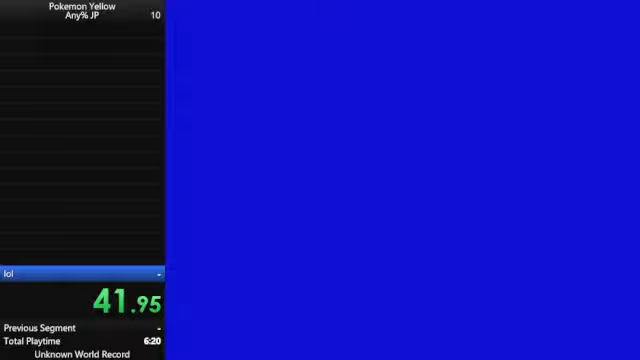 Pokemon Yellow
Any% JP 10
lol -
41.95
Previous Segment -
Total Playtime 6:20
Unknown World Record